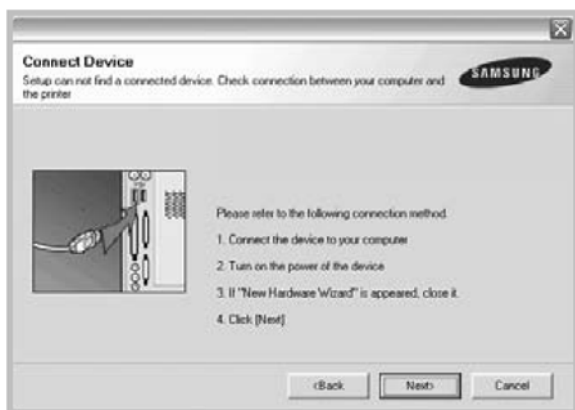 Connect Device
Setup can not find a connected device. Check connection between your computer and
the printer
SAMSUNG
Please refer to the following connection method.
1. Connect the device to your computer
2. Turn on the power of the device
3. If "New Hardware Wizard" is appeared, close it.
4. Click [Next]
<Back
Next>
Cancel